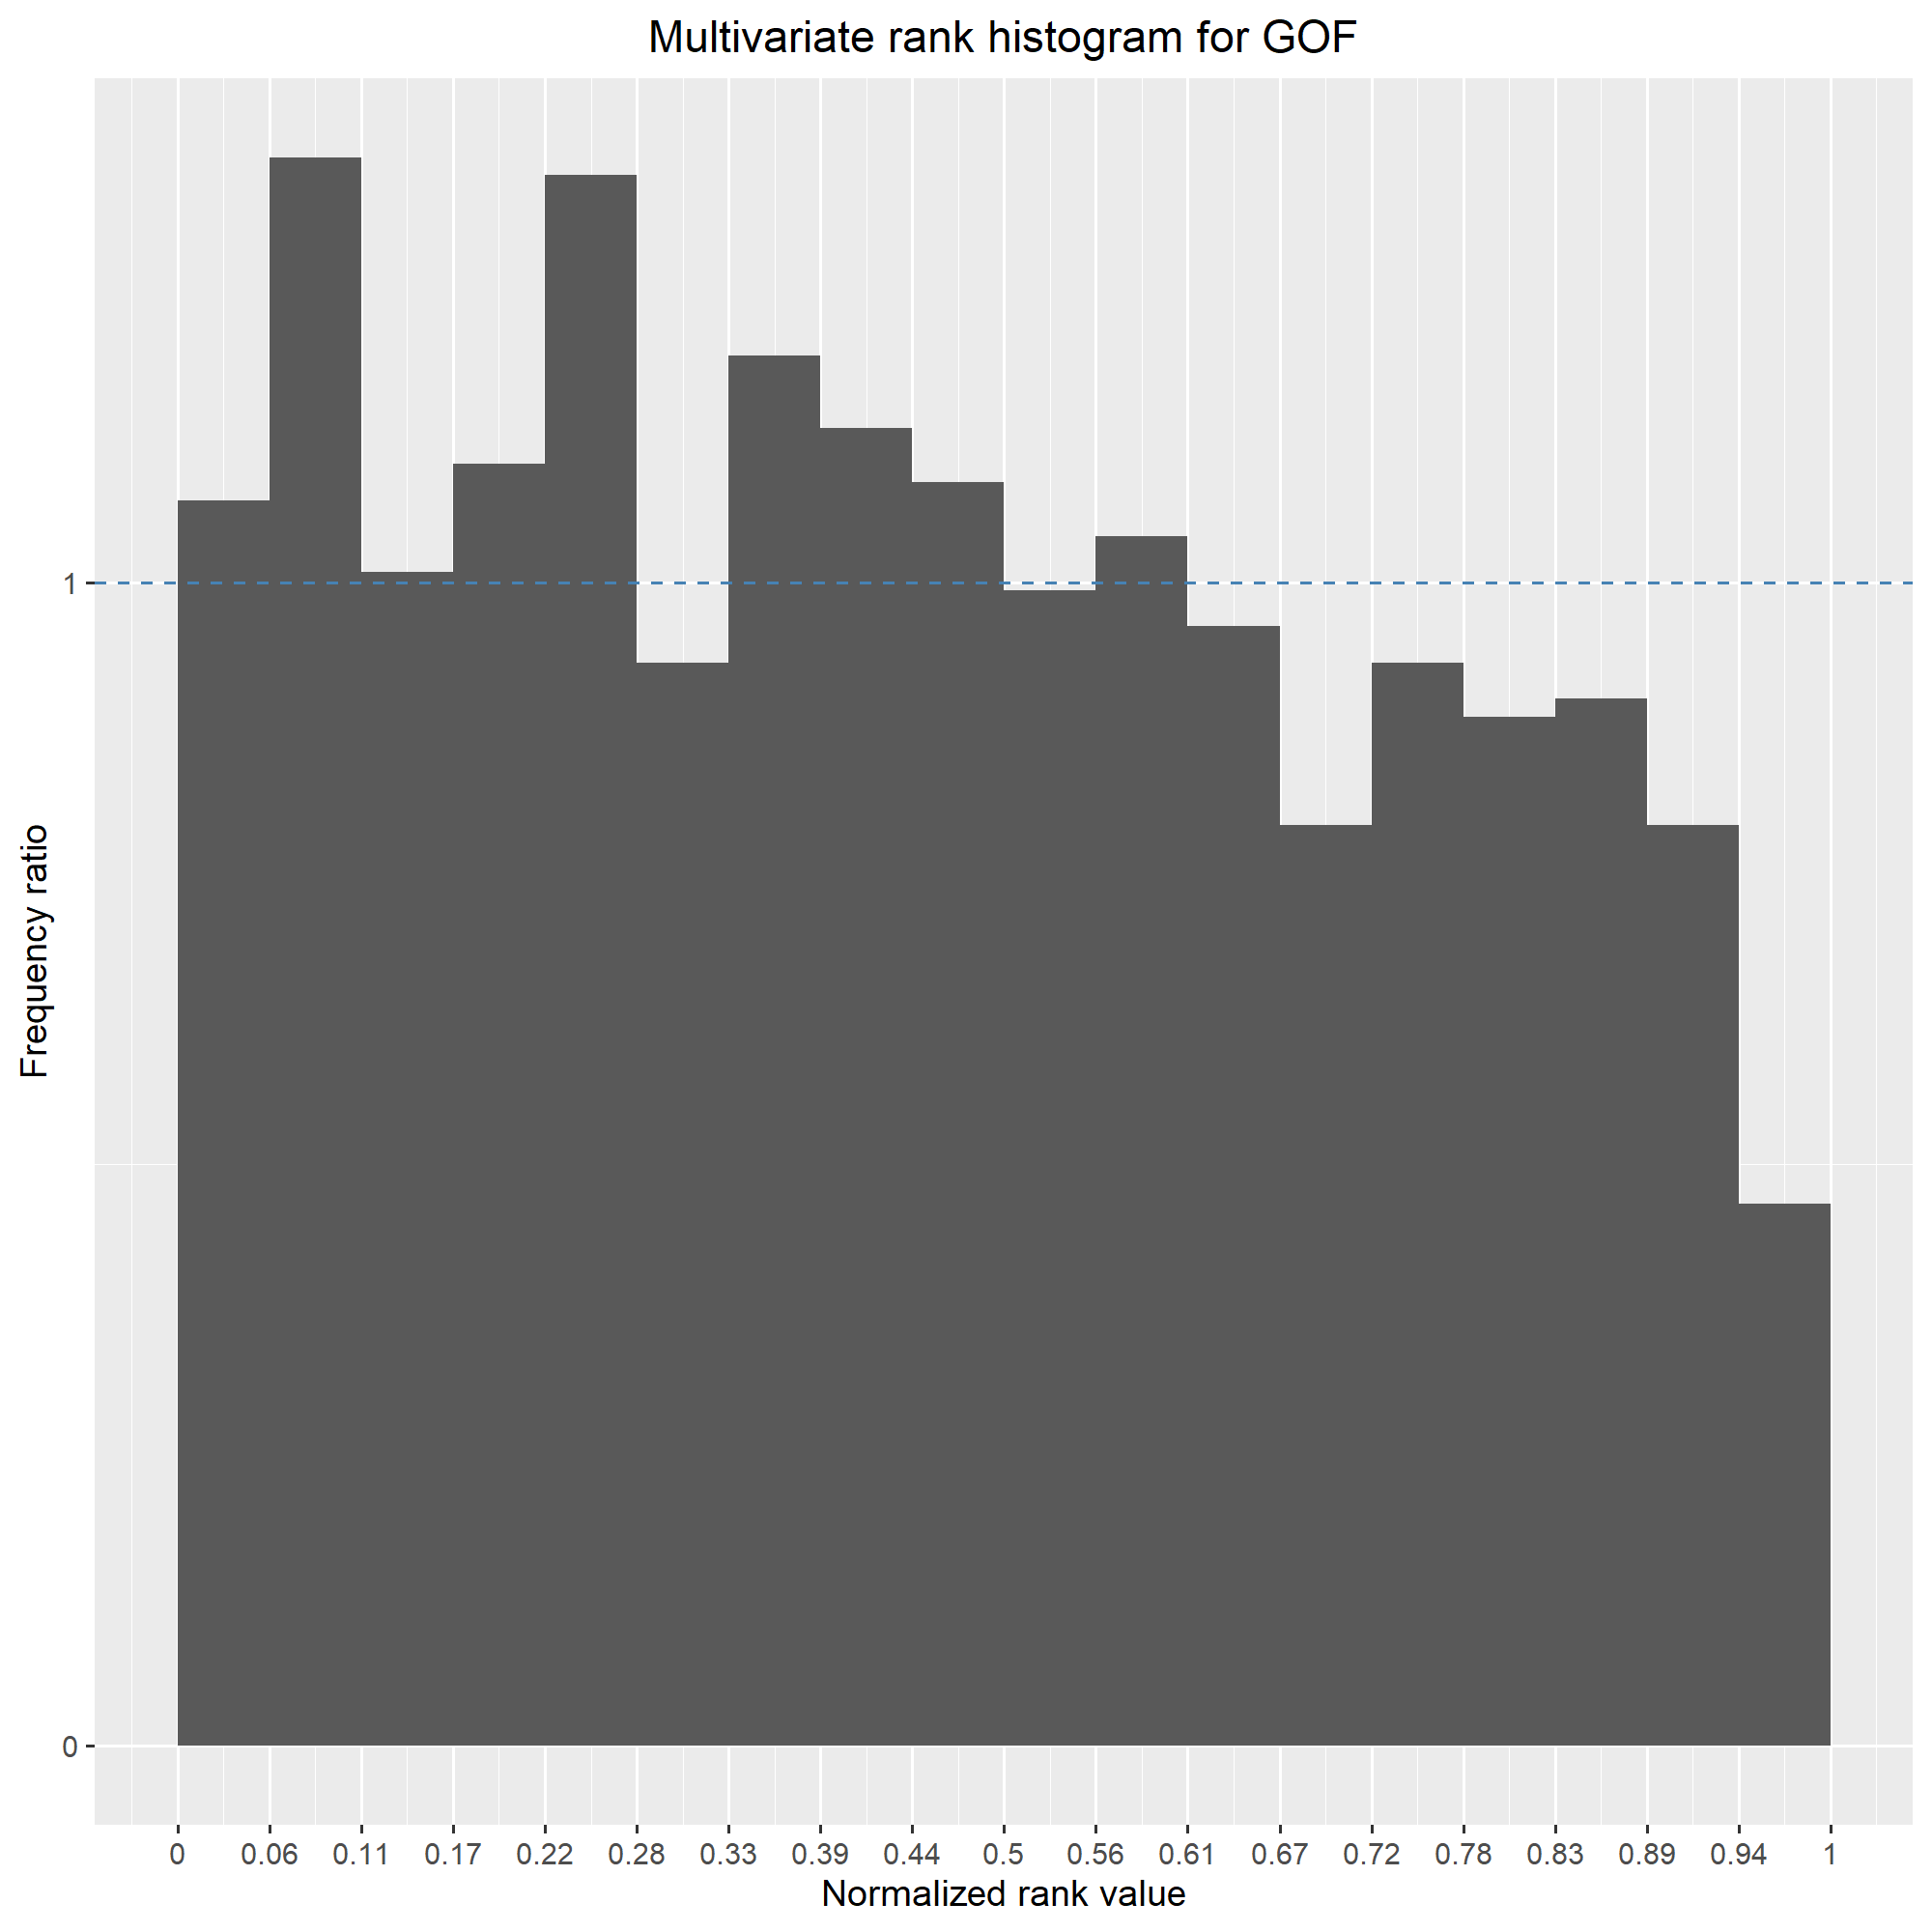 Multivariate rank histogram for GOF
Frequency ratio
1
0
0 0.06 0.11 0.17 0.22 0.28 0.33 0.39 0.44 0.5 0.56 0.61 0.67 0.72 0.78 0.83 0.89 0.94 1
Normalized rank value